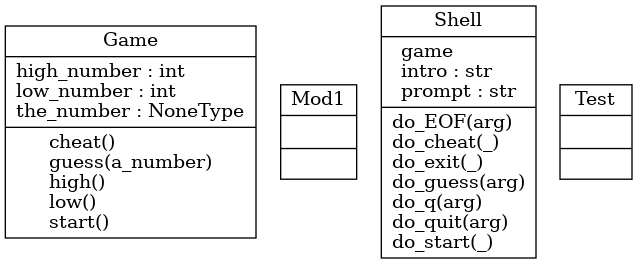 Game
high_number : int
low_number : int
the_number : NoneType
cheat()
guess(a_number)
high()
low()
start()
Mod1
Shell
game
intro : str
prompt : str
do_EOF(arg)
do_cheat(_)
do_exit(_)
do_guess(arg)
do_q(arg)
do_quit(arg)
do_start(_)
Test